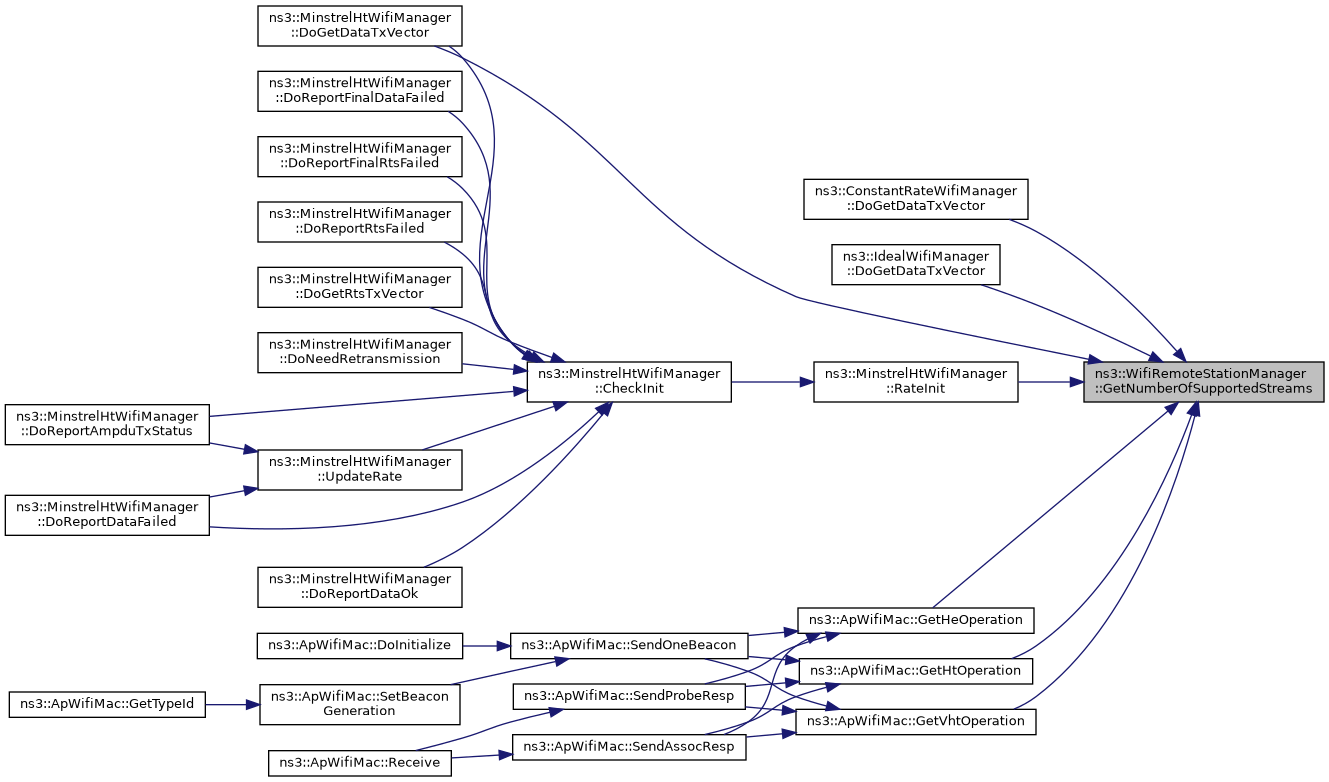 ns3::MinstrelHtWifiManager
::DoGetDataTxVector
ns3::MinstrelHtWifiManager
::DoReportFinalDataFailed
ns3::MinstrelHtWifiManager
::DoReportFinalRtsFailed
ns3::MinstrelHtWifiManager
::DoReportRtsFailed
ns3::MinstrelHtWifiManager
::DoGetRtsTxVector
ns3::MinstrelHtWifiManager
::DoNeedRetransmission
ns3::MinstrelHtWifiManager
::DoReportAmpduTxStatus
ns3::MinstrelHtWifiManager
::UpdateRate
ns3::MinstrelHtWifiManager
::DoReportDataFailed
ns3::MinstrelHtWifiManager
::DoReportDataOk
ns3::MinstrelHtWifiManager
::CheckInit
ns3::ConstantRateWifiManager
::DoGetDataTxVector
ns3::IdealWifiManager
::DoGetDataTxVector
ns3::MinstrelHtWifiManager
::RateInit
ns3::WifiRemoteStationManager
::GetNumberOfSupportedStreams
ns3::ApWifiMac::GetHeOperation
ns3::ApWifiMac::DoInitialize
ns3::ApWifiMac::SendOneBeacon
ns3::ApWifiMac::GetHtOperation
ns3::ApWifiMac::GetTypeId
ns3::ApWifiMac::SetBeacon
Generation
ns3::ApWifiMac::SendProbeResp
ns3::ApWifiMac::GetVhtOperation
ns3::ApWifiMac::Receive
ns3::ApWifiMac::SendAssocResp